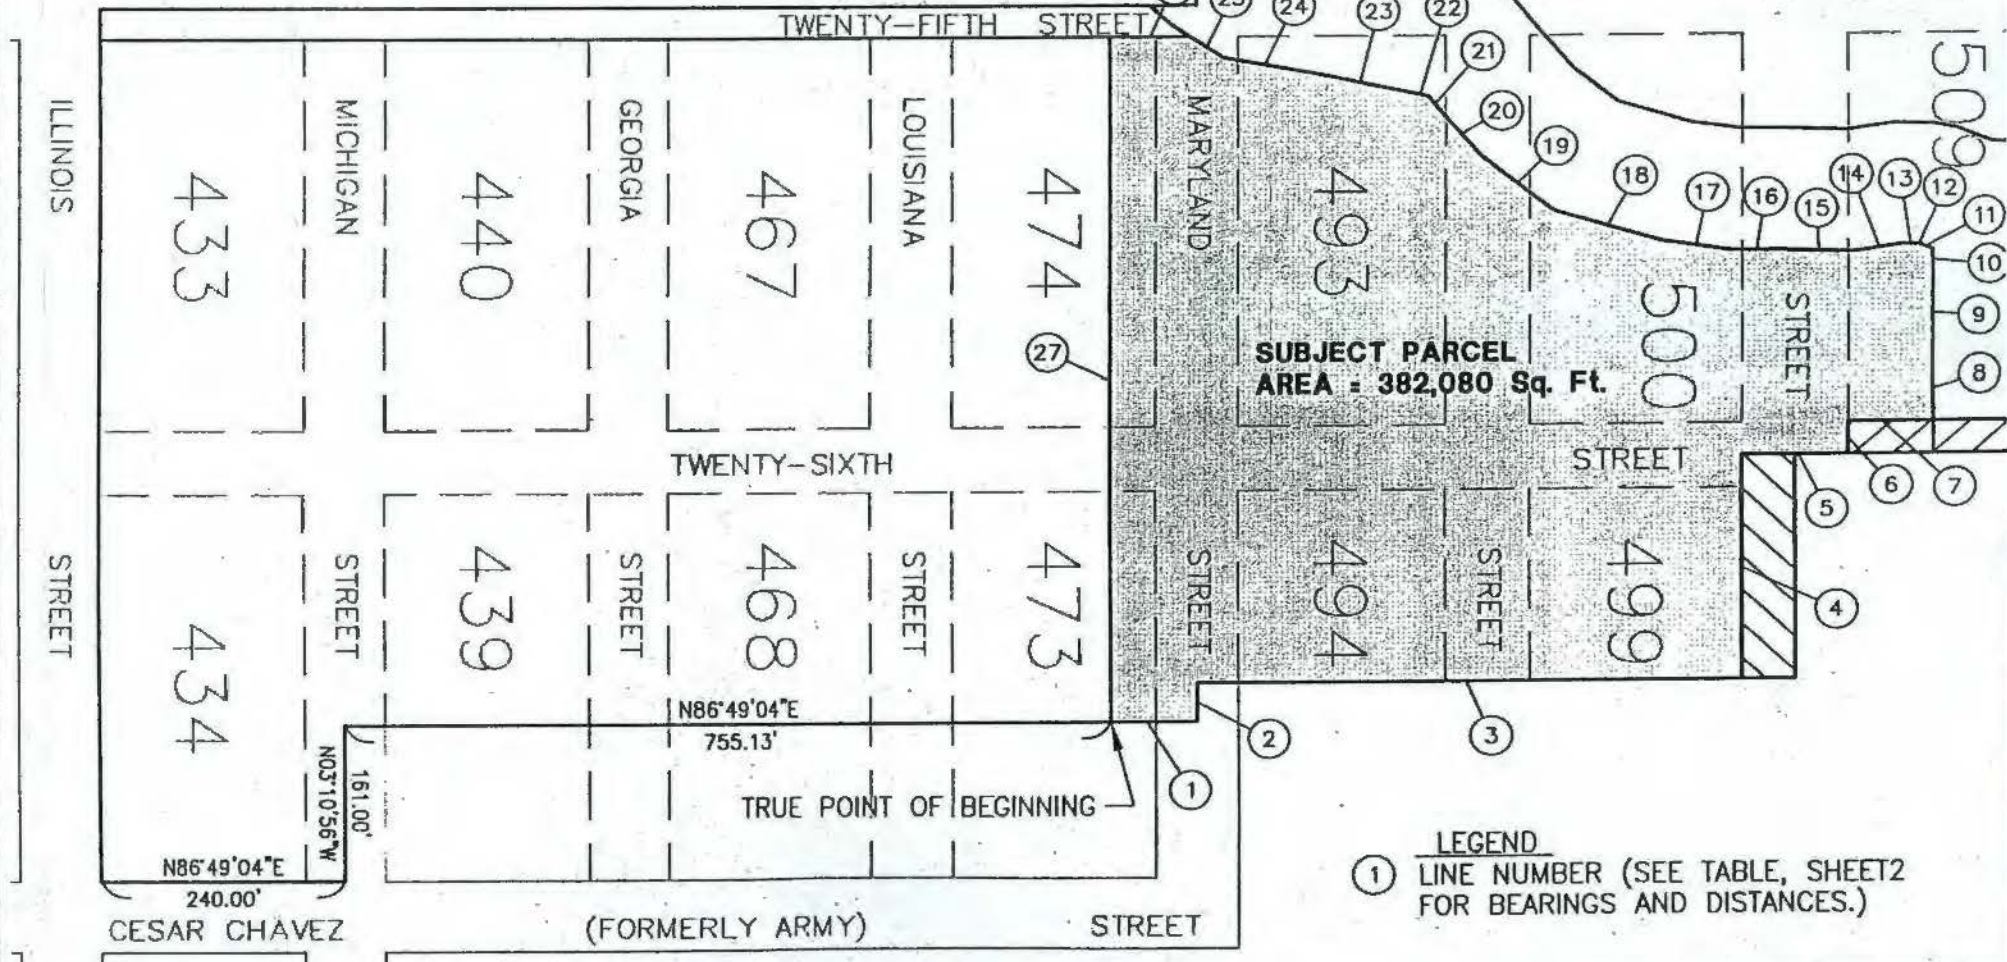 TWENTY-FIFTH STREET
25
24
23
22
21
20
19
18
17
16
15
14
13
12
11
10
9
8
7
6
5
4
3
2
1
27
ILLINOIS
STREET
MICHIGAN
STREET
GEORGIA
STREET
LOUISIANA
STREET
MARYLAND
STREET
STREET
STREET
433
440
467
474
493
500
509
SUBJECT PARCEL
AREA = 382,080 Sq. Ft.
TWENTY-SIXTH
STREET
434
439
468
473
494
499
N86°49'04"E
755.13'
N03°10'56"W
161.00'
TRUE POINT OF BEGINNING
N86°49'04"E
240.00'
CESAR CHAVEZ
(FORMERLY ARMY)
STREET
LEGEND
1 LINE NUMBER (SEE TABLE, SHEET2
FOR BEARINGS AND DISTANCES.)